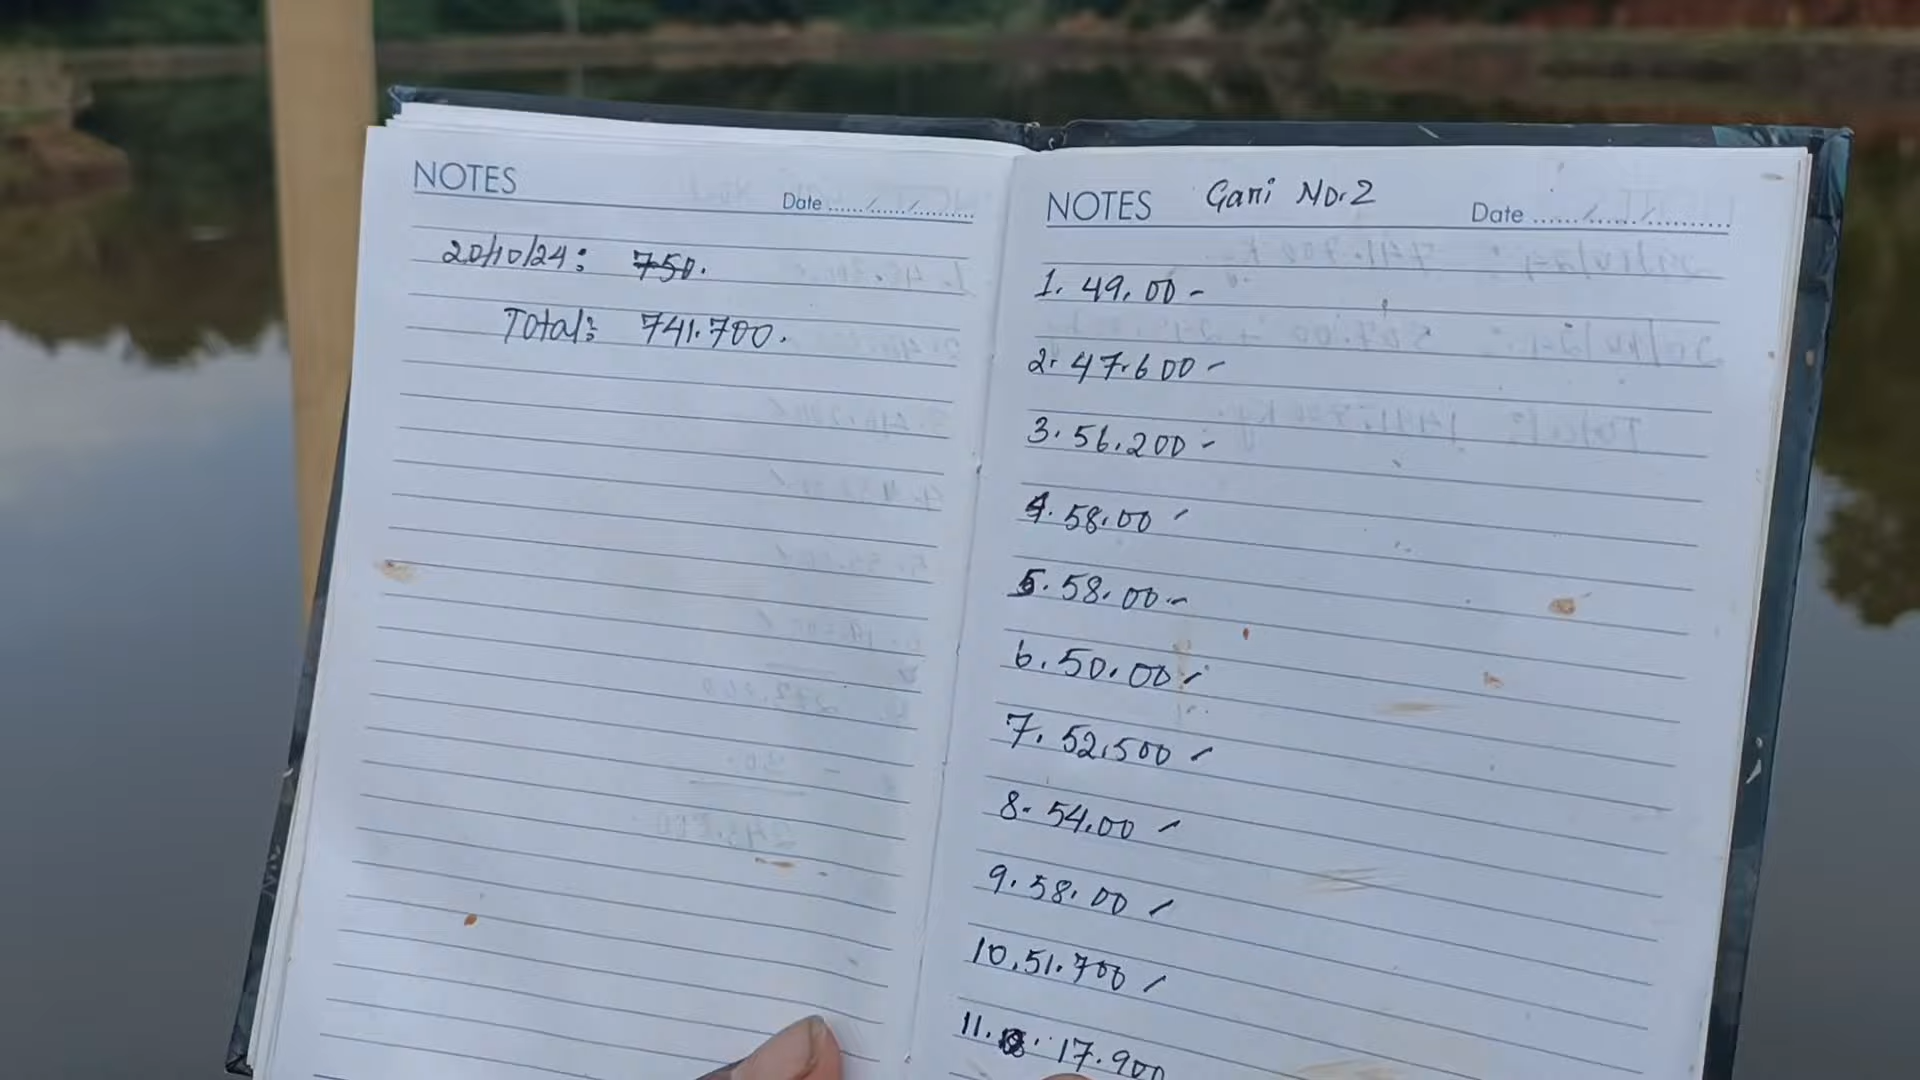 NOTES
Date ....../....../..........
20/10/24: 750.
Total: 741.700.
NOTES Gari No.2 Date ....../....../..........
1. 49.00 -
2. 47.600 -
3. 56.200 -
4. 58.00 -
5. 58.00 -
6. 50.00 -
7. 52.500 -
8. 54.00 -
9. 58.00 -
10. 51.700 -
11. 17.900